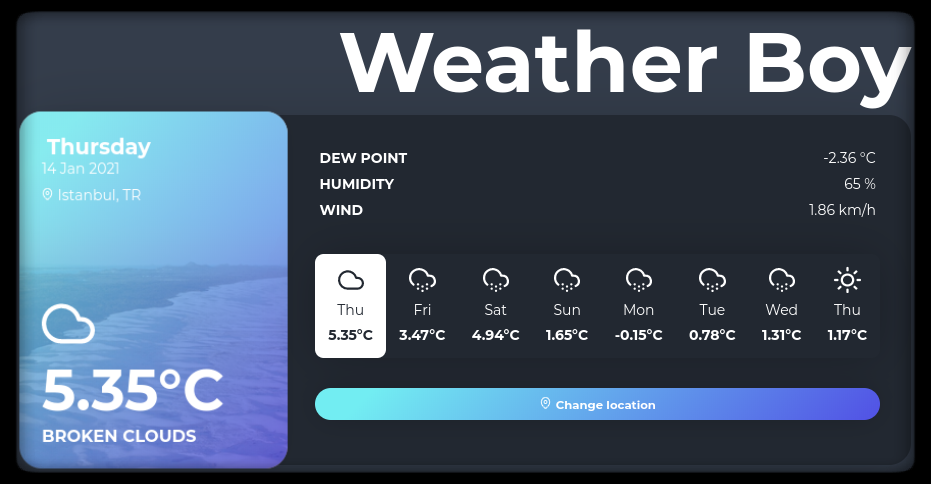 Weather Boy
Thursday
14 Jan 2021
Istanbul, TR
5.35°C
BROKEN CLOUDS
DEW POINT -2.36 °C
HUMIDITY 65 %
WIND 1.86 km/h
Thu Fri Sat Sun Mon Tue Wed Thu
5.35°C 3.47°C 4.94°C 1.65°C -0.15°C 0.78°C 1.31°C 1.17°C
Change location